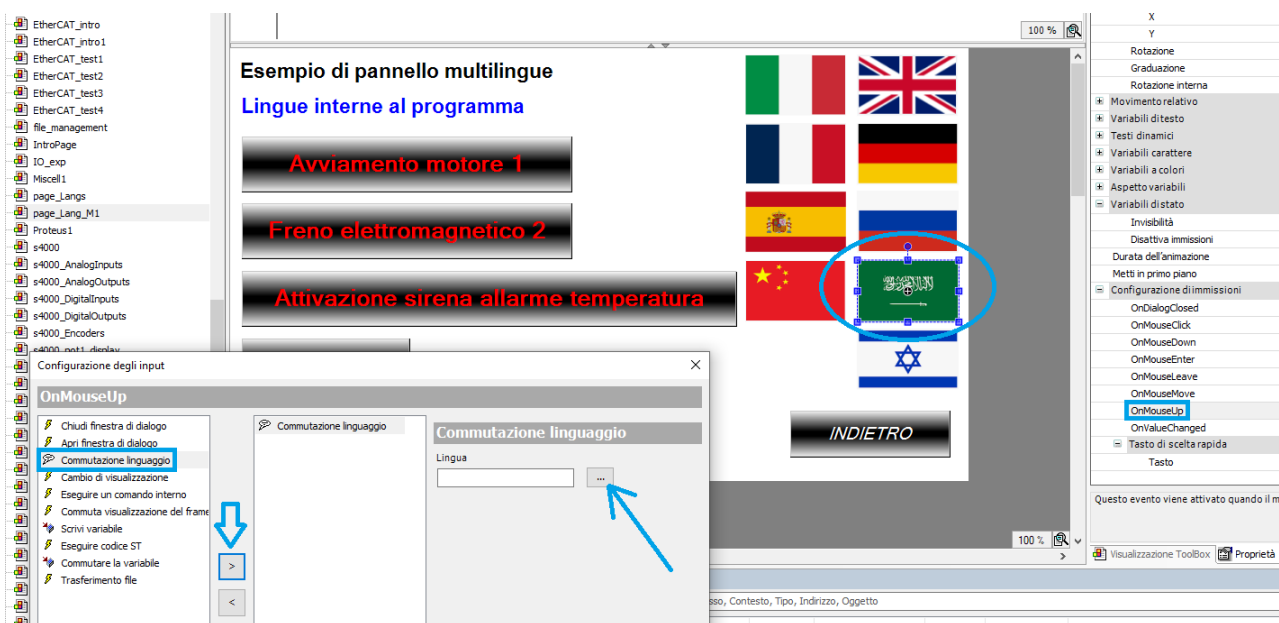 EtherCAT_intro
EtherCAT_intro1
EtherCAT_test1
EtherCAT_test2
EtherCAT_test3
EtherCAT_test4
file_management
IntroPage
IO_exp
Miscell1
page_Langs
page_Lang_M1
Proteus1
s4000
s4000_AnalogInputs
s4000_AnalogOutputs
s4000_DigitalInputs
s4000_DigitalOutputs
s4000_Encoders
s4000_not1_display
100 %
Esempio di pannello multilingue
Lingue interne al programma
Avviamento motore 1
Freno elettromagnetico 2
Attivazione sirena allarme temperatura
INDIETRO
100 %
X
Y
Rotazione
Graduazione
Rotazione interna
Movimento relativo
Variabili di testo
Testi dinamici
Variabili carattere
Variabili a colori
Aspetto variabili
Variabili di stato
Invisibilità
Disattiva immissioni
Durata dell'animazione
Metti in primo piano
Configurazione di immissioni
OnDialogClosed
OnMouseClick
OnMouseDown
OnMouseEnter
OnMouseLeave
OnMouseMove
OnMouseUp
OnValueChanged
Tasto di scelta rapida
Tasto
Questo evento viene attivato quando il m
Visualizzazione ToolBox
Proprietà
Configurazione degli input
OnMouseUp
Chiudi finestra di dialogo
Apri finestra di dialogo
Commutazione linguaggio
Cambio di visualizzazione
Eseguire un comando interno
Commuta visualizzazione del frame
Scrivi variabile
Eseguire codice ST
Commutare la variabile
Trasferimento file
>
<
Commutazione linguaggio
Commutazione linguaggio
Lingua
...
sso, Contesto, Tipo, Indirizzo, Oggetto